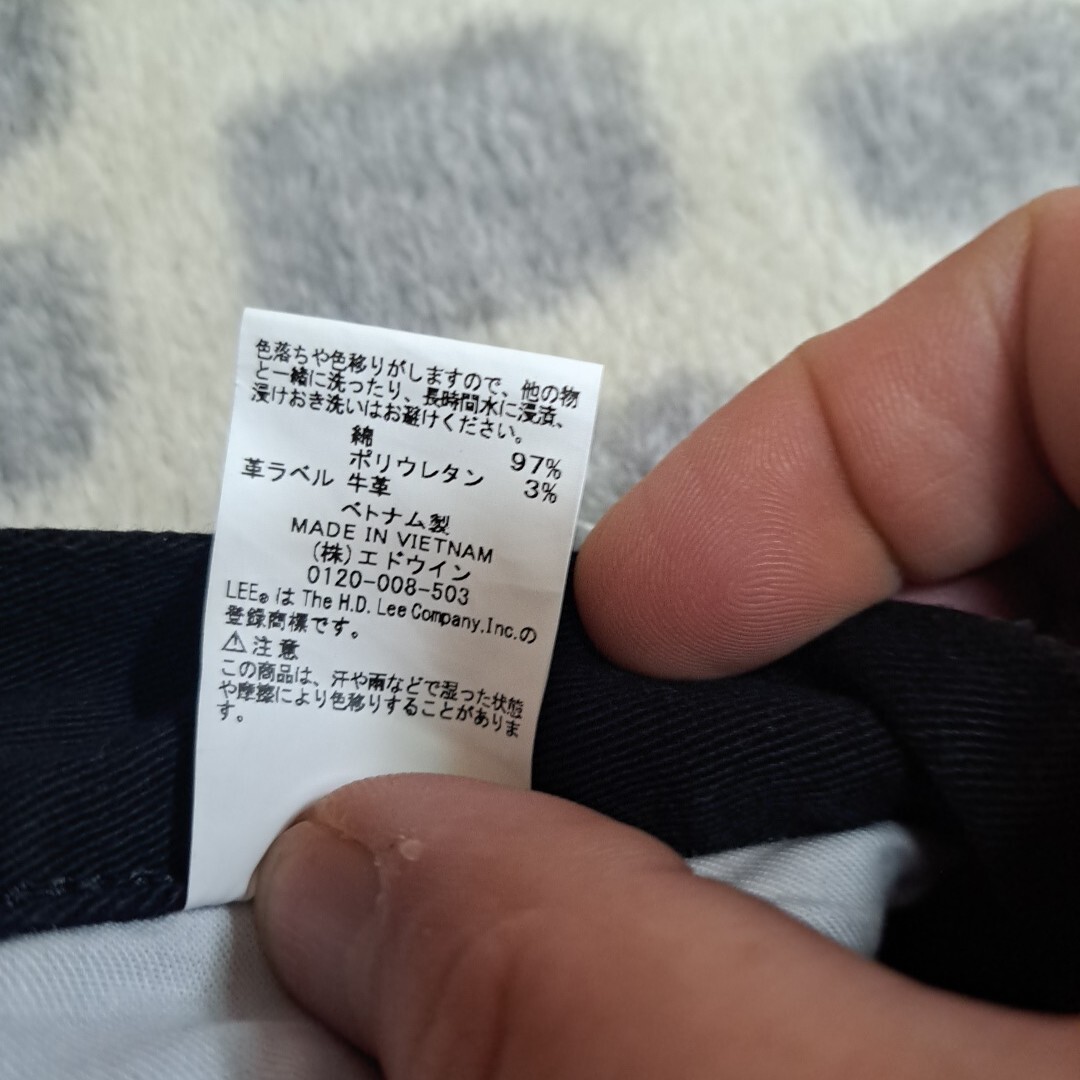 色落ちや色移りがしますので、他の物
と一緒に洗ったり、長時間水に浸漬、
浸けおき洗いはお避けください。
綿 97%
ポリウレタン 3%
革ラベル 牛革
ベトナム製
MADE IN VIETNAM
(株)エドウイン
0120-008-503
LEE® は The H.D. Lee Company,Inc.の
登録商標です。
⚠注意
この商品は、汗や雨などで湿った状態
や摩擦により色移りすることがありま
す。